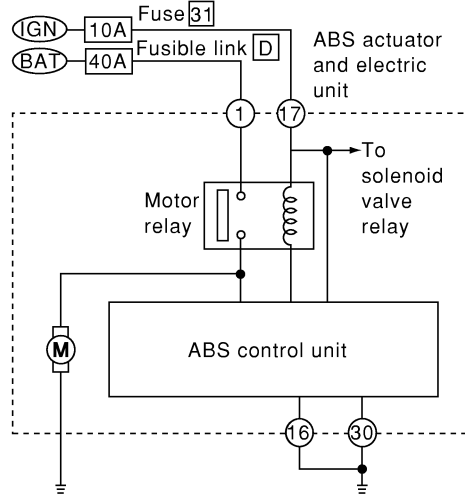 IGN 10A Fuse 31
BAT 40A Fusible link D
ABS actuator
and electric
unit
1 17
To
solenoid
valve
relay
Motor
relay
M
ABS control unit
16 30